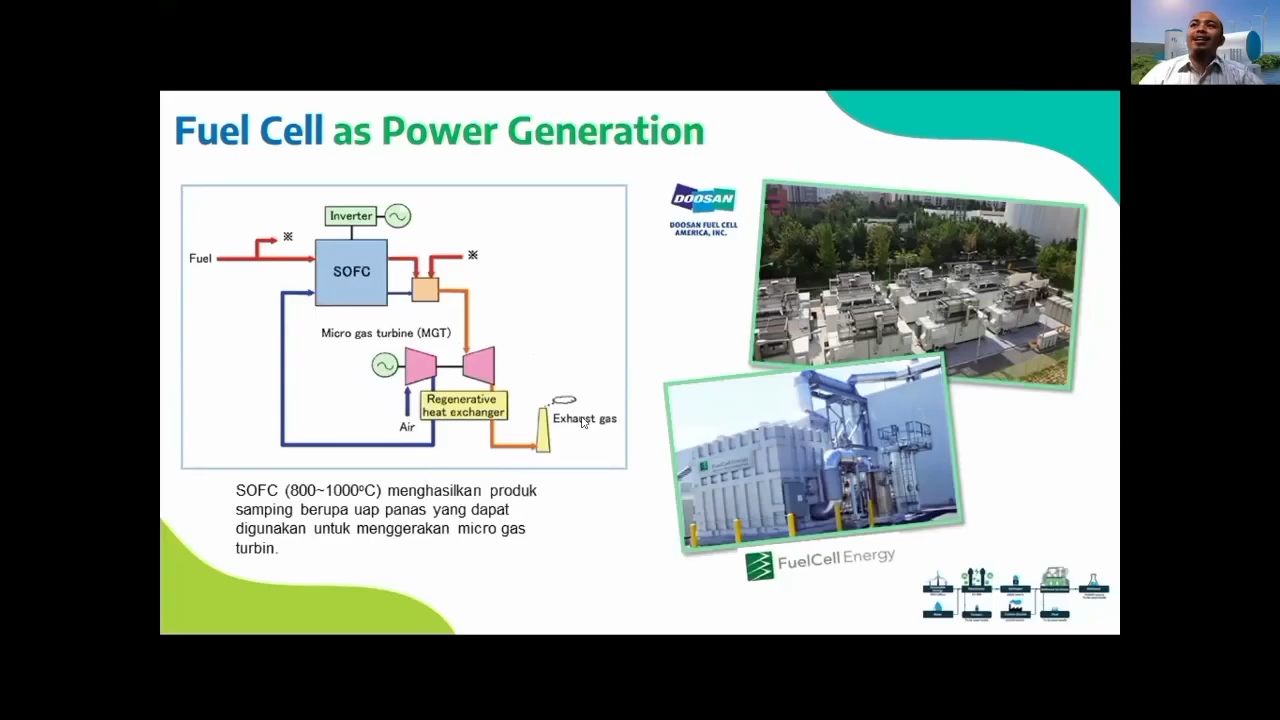 Fuel Cell as Power Generation
Inverter
Fuel
※
※
SOFC
Micro gas turbine (MGT)
Regenerative
heat exchanger
Air
Exhaust gas
SOFC (800~1000ºC) menghasilkan produk
samping berupa uap panas yang dapat
digunakan untuk menggerakan micro gas
turbin.
DOOSAN
DOOSAN FUEL CELL
AMERICA, INC.
FuelCell Energy
FuelCell Energy